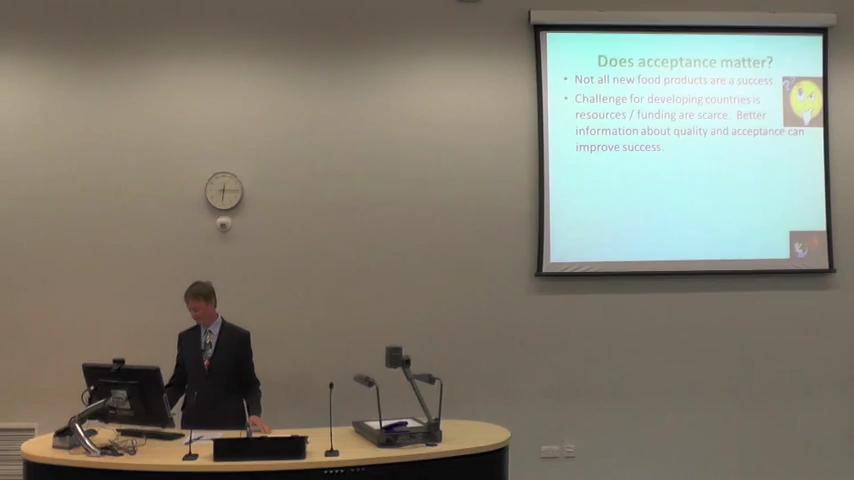 Does acceptance matter?
• Not all new food products are a success.
• Challenge for developing countries is
resources / funding are scarce. Better
information about quality and acceptance can
improve success.